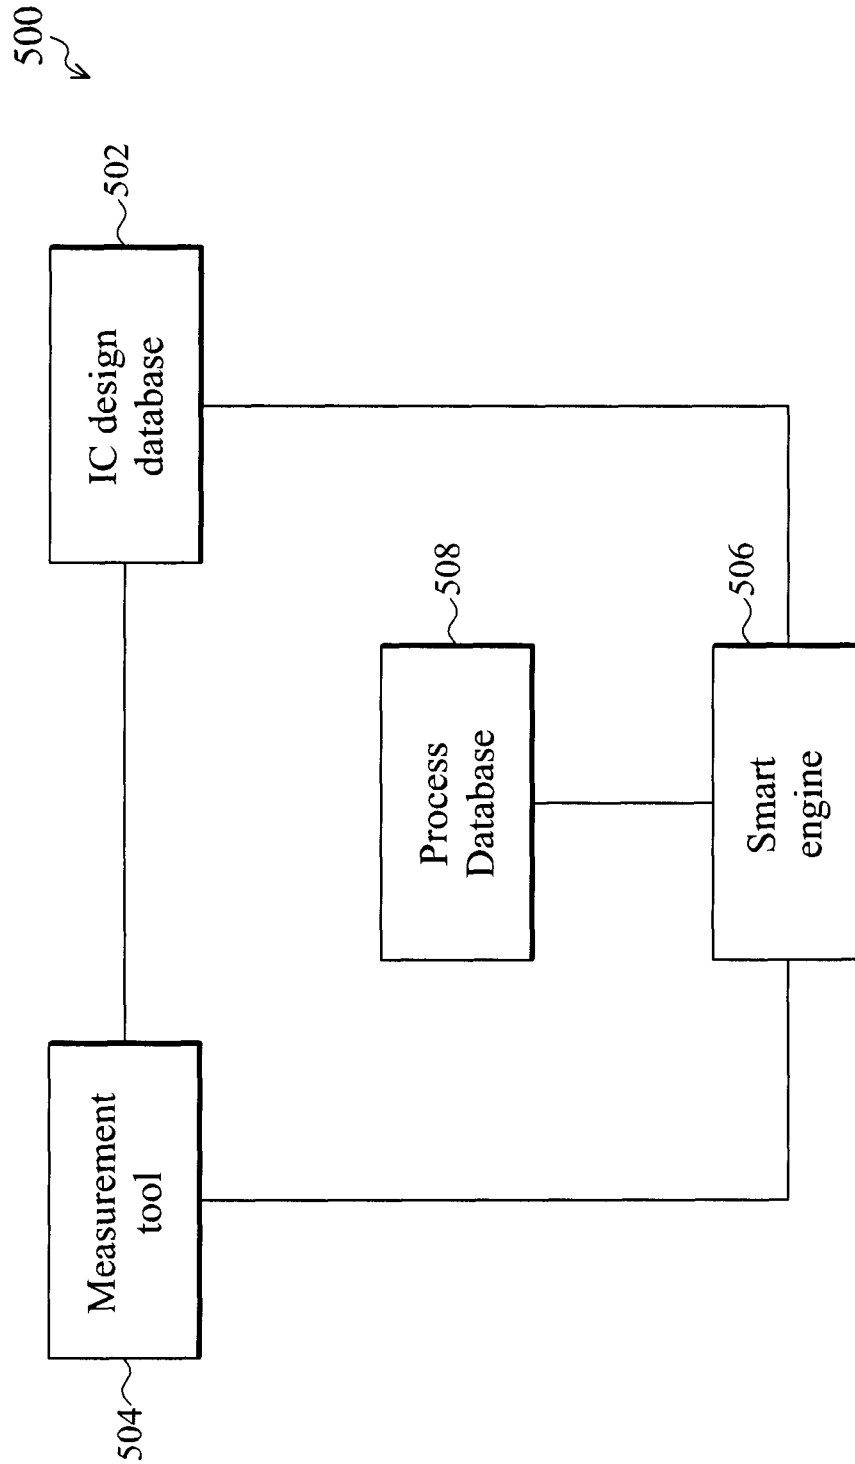 500
502
IC design
database
Measurement
tool
504
508
Process
Database
506
Smart
engine